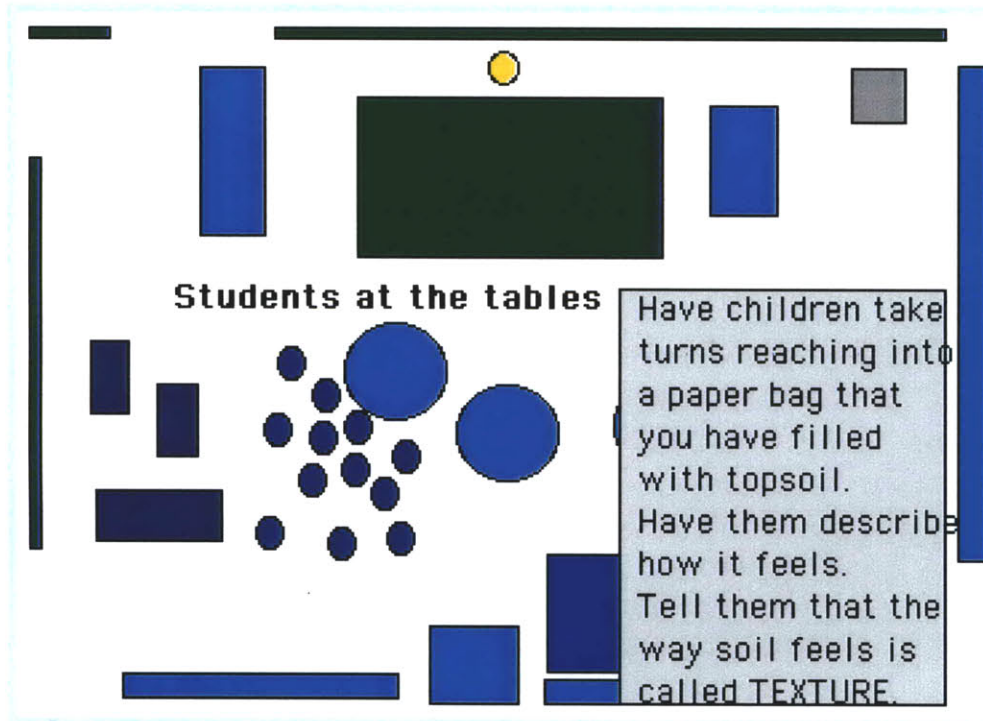 Students at the tables
Have children take
turns reaching into
a paper bag that
you have filled
with topsoil.
Have them describe
how it feels.
Tell them that the
way soil feels is
called TEXTURE.